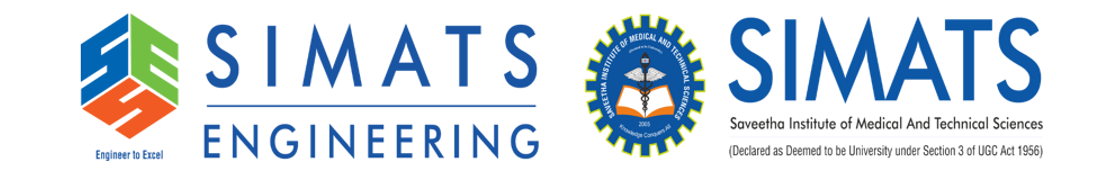 SES
Engineer to Excel
SIMATS
ENGINEERING
SAVEETHA INSTITUTE OF MEDICAL AND TECHNICAL SCIENCES
2005
Knowledge Conquers All
SIMATS
Saveetha Institute of Medical And Technical Sciences
(Declared as Deemed to be University under Section 3 of UGC Act 1956)